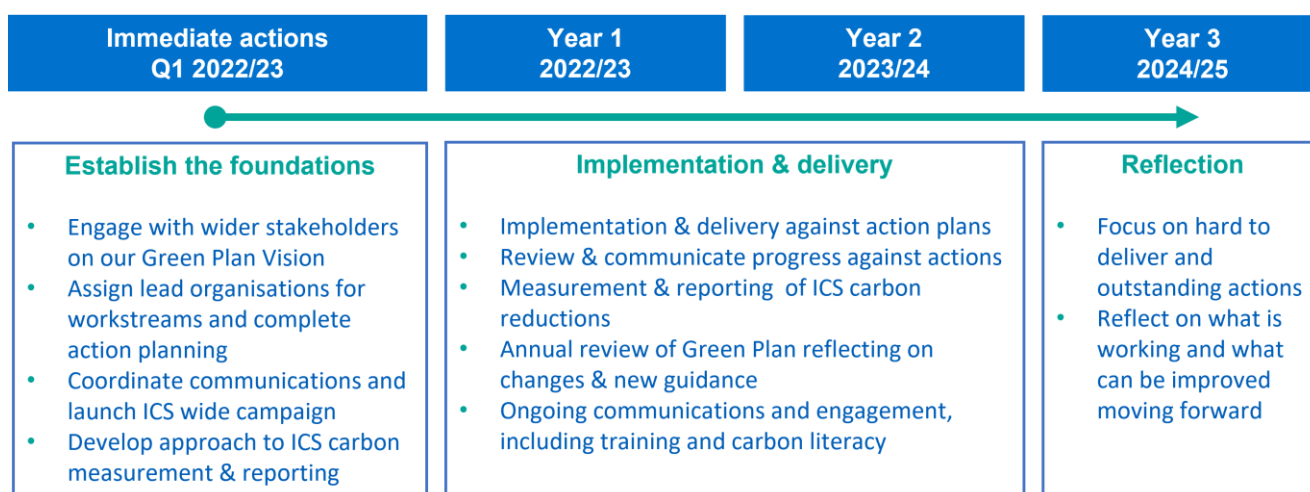 Immediate actions
Q1 2022/23
Year 1
2022/23
Year 2
2023/24
Year 3
2024/25
Establish the foundations
• Engage with wider stakeholders
on our Green Plan Vision
• Assign lead organisations for
workstreams and complete
action planning
• Coordinate communications and
launch ICS wide campaign
• Develop approach to ICS carbon
measurement & reporting
Implementation & delivery
• Implementation & delivery against action plans
• Review & communicate progress against actions
• Measurement & reporting of ICS carbon
reductions
• Annual review of Green Plan reflecting on
changes & new guidance
• Ongoing communications and engagement,
including training and carbon literacy
Reflection
• Focus on hard to
deliver and
outstanding actions
• Reflect on what is
working and what
can be improved
moving forward